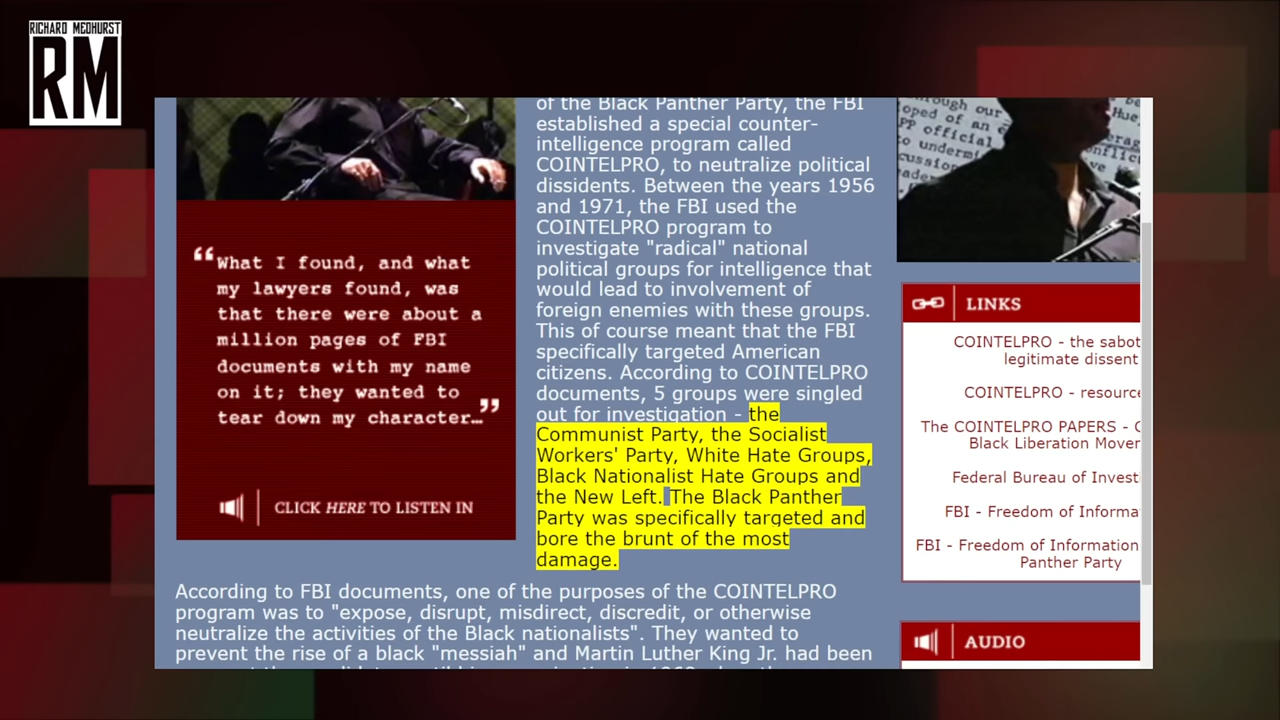 RICHARD MEDHURST
RM
of the Black Panther Party, the FBI
established a special counter-
intelligence program called
COINTELPRO, to neutralize political
dissidents. Between the years 1956
and 1971, the FBI used the
COINTELPRO program to
investigate "radical" national
political groups for intelligence that
would lead to involvement of
foreign enemies with these groups.
This of course meant that the FBI
specifically targeted American
citizens. According to COINTELPRO
documents, 5 groups were singled
out for investigation - the
Communist Party, the Socialist
Workers' Party, White Hate Groups,
Black Nationalist Hate Groups and
the New Left. The Black Panther
Party was specifically targeted and
bore the brunt of the most
damage.
“What I found, and what
my lawyers found, was
that there were about a
million pages of FBI
documents with my name
on it; they wanted to
tear down my character…”
CLICK HERE TO LISTEN IN
According to FBI documents, one of the purposes of the COINTELPRO
program was to "expose, disrupt, misdirect, discredit, or otherwise
neutralize the activities of the Black nationalists". They wanted to
prevent the rise of a black "messiah" and Martin Luther King Jr. had been
through our
oped of an
PP official
to underm
cussion
LINKS
COINTELPRO - the sabot
legitimate dissent
COINTELPRO - resource
The COINTELPRO PAPERS - C
Black Liberation Mover
Federal Bureau of Investi
FBI - Freedom of Informa
FBI - Freedom of Information
Panther Party
AUDIO